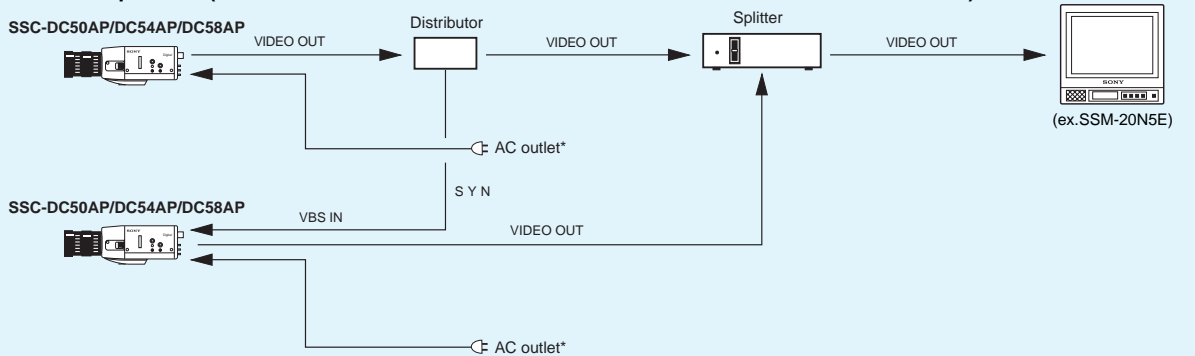 Distributor
Splitter
SSC-DC50AP/DC54AP/DC58AP
VIDEO OUT
VIDEO OUT
VIDEO OUT
SONY
(ex.SSM-20N5E)
AC outlet*
S Y N
SSC-DC50AP/DC54AP/DC58AP
VBS IN
VIDEO OUT
AC outlet*